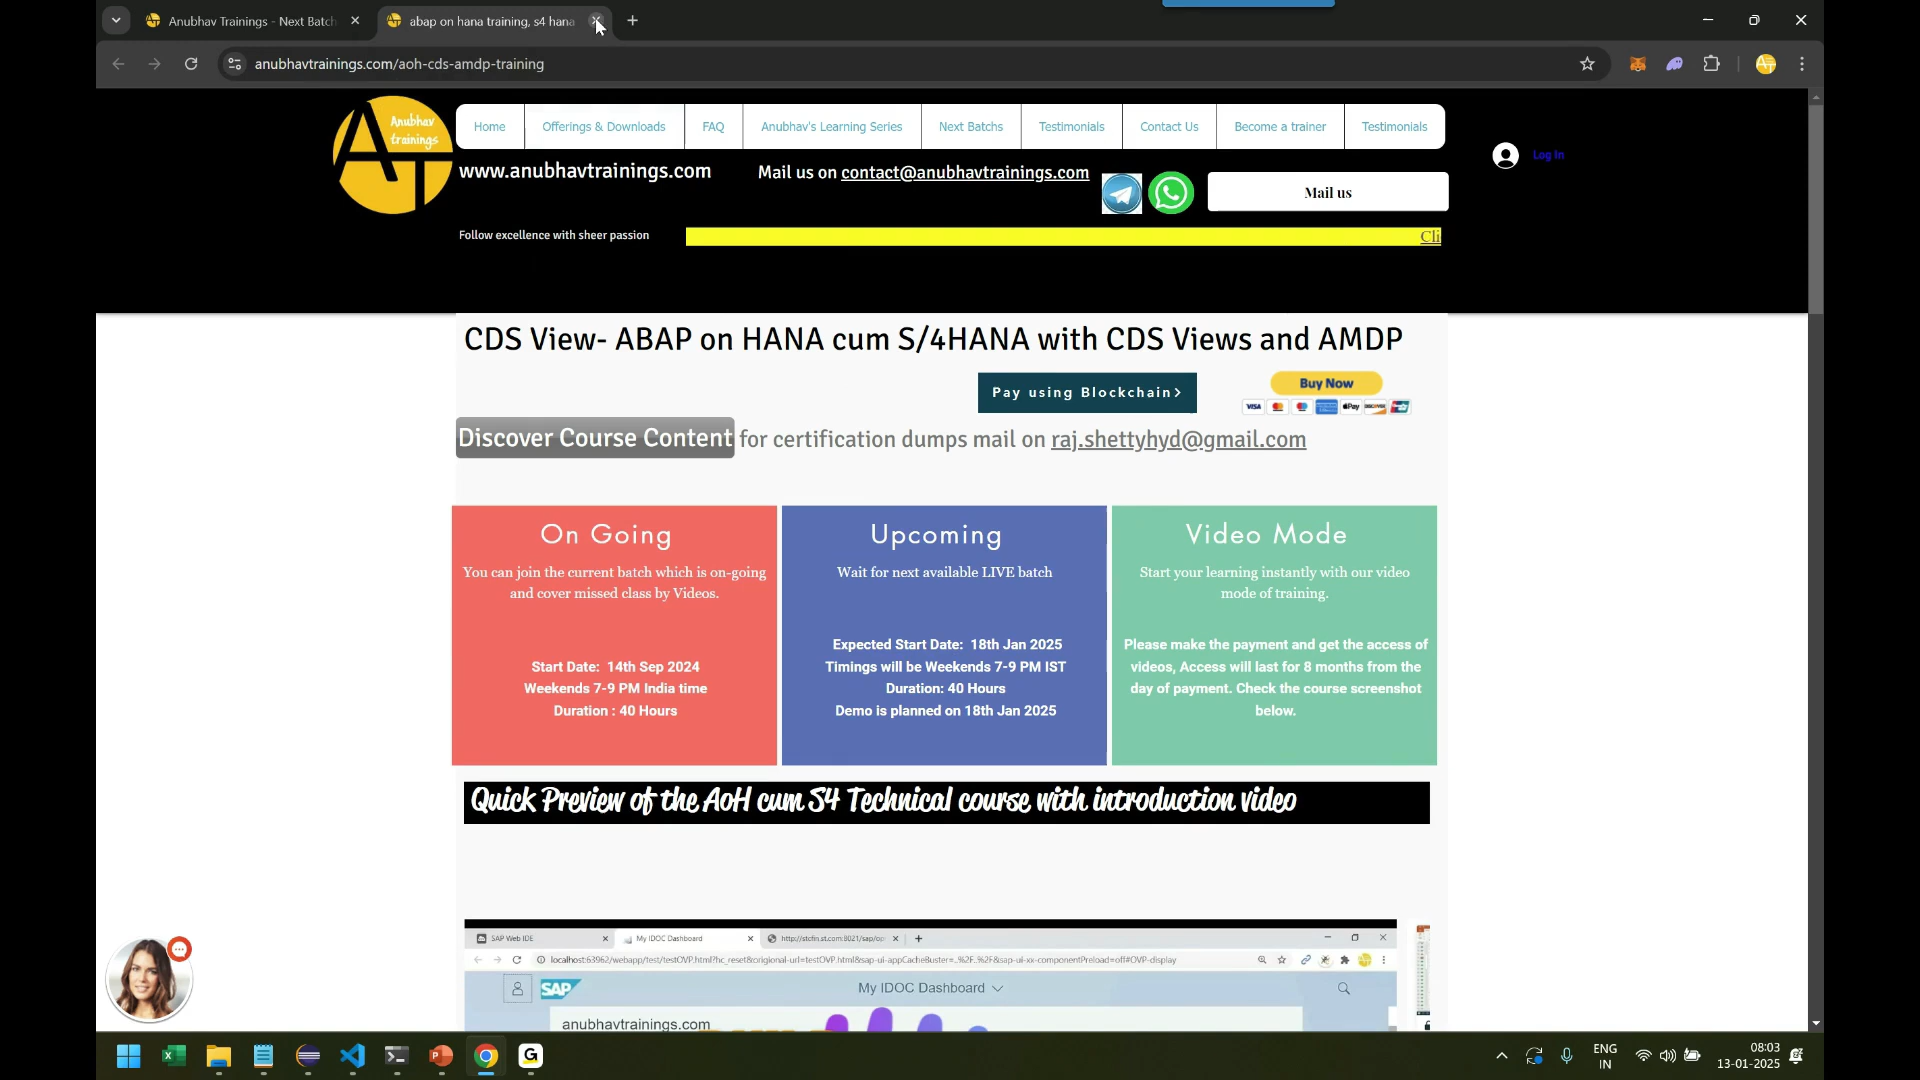 Anubhav Trainings - Next Batch
abap on hana training, s4 hana
anubhavtrainings.com/aoh-cds-amdp-training
Anubhav
trainings
Home
Offerings & Downloads
FAQ
Anubhav's Learning Series
Next Batchs
Testimonials
Contact Us
Become a trainer
Testimonials
Log In
www.anubhavtrainings.com
Mail us on contact@anubhavtrainings.com
Mail us
Follow excellence with sheer passion
Cli
CDS View- ABAP on HANA cum S/4HANA with CDS Views and AMDP
Pay using Blockchain>
Buy Now
VISA
Pay
DISCOVER
Discover Course Content for certification dumps mail on raj.shettyhyd@gmail.com
On Going
You can join the current batch which is on-going
and cover missed class by Videos.
Start Date: 14th Sep 2024
Weekends 7-9 PM India time
Duration : 40 Hours
Upcoming
Wait for next available LIVE batch
Expected Start Date: 18th Jan 2025
Timings will be Weekends 7-9 PM IST
Duration: 40 Hours
Demo is planned on 18th Jan 2025
Video Mode
Start your learning instantly with our video
mode of training.
Please make the payment and get the access of
videos, Access will last for 8 months from the
day of payment. Check the course screenshot
below.
Quick Preview of the AoH cum S4 Technical course with introduction video
SAP Web IDE
My IDOC Dashboard
SAP
My IDOC Dashboard
anubhavtrainings.com
ENG
IN
08:03
13-01-2025